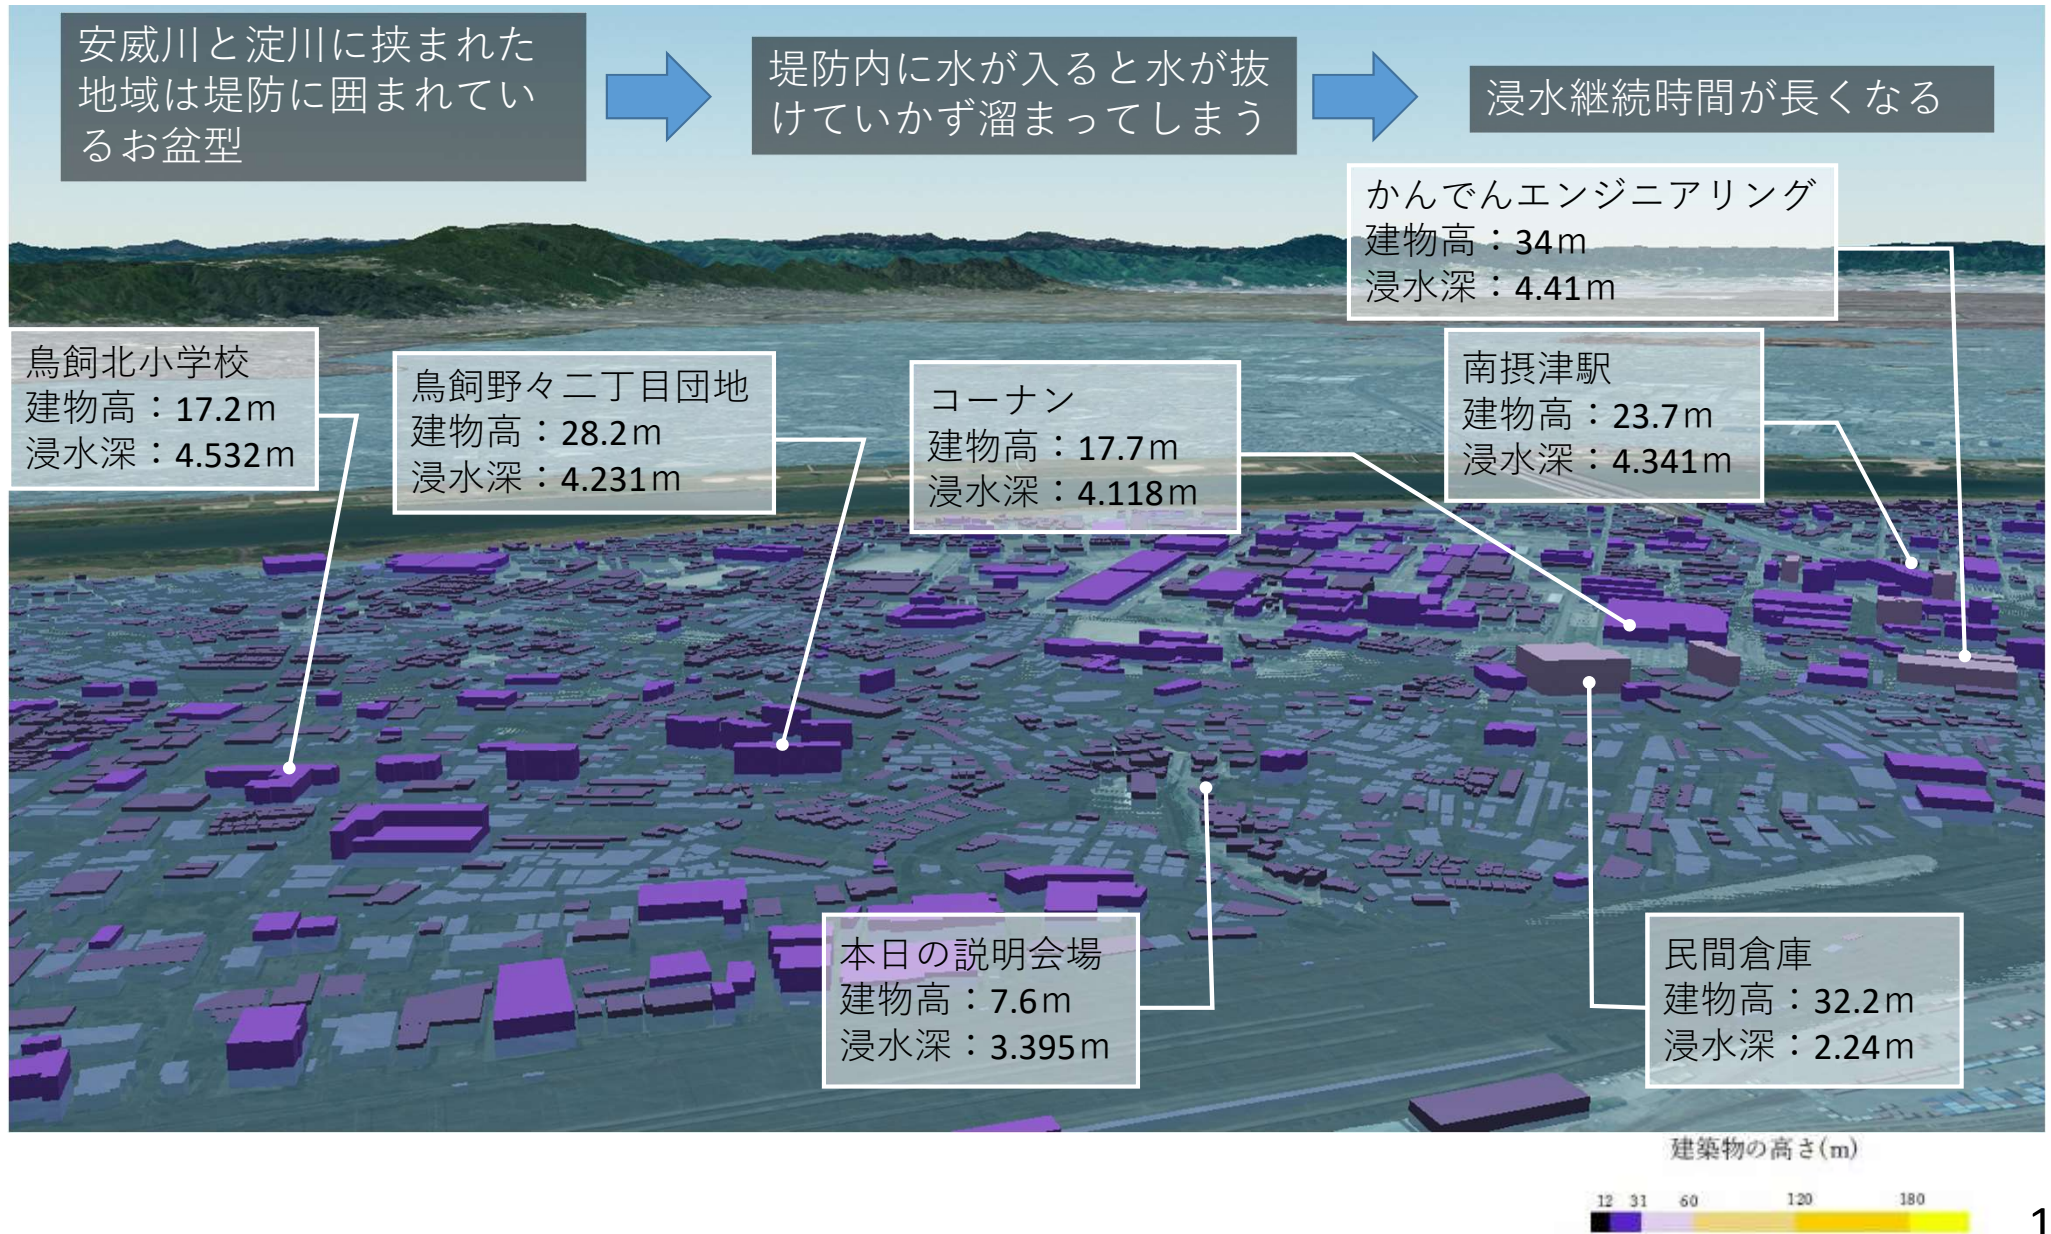 安威川と淀川に挟まれた
地域は堤防に囲まれてい
るお盆型
堤防内に水が入ると水が抜
けていかず溜まってしまう
浸水継続時間が長くなる
かんでんエンジニアリング
建物高：34m
浸水深：4.41m
鳥飼北小学校
建物高：17.2m
浸水深：4.532m
鳥飼野々二丁目団地
建物高：28.2m
浸水深：4.231m
コーナン
建物高：17.7m
浸水深：4.118m
南摂津駅
建物高：23.7m
浸水深：4.341m
本日の説明会場
建物高：7.6m
浸水深：3.395m
民間倉庫
建物高：32.2m
浸水深：2.24m
建築物の高さ(m)
12 31 60 120 180
1